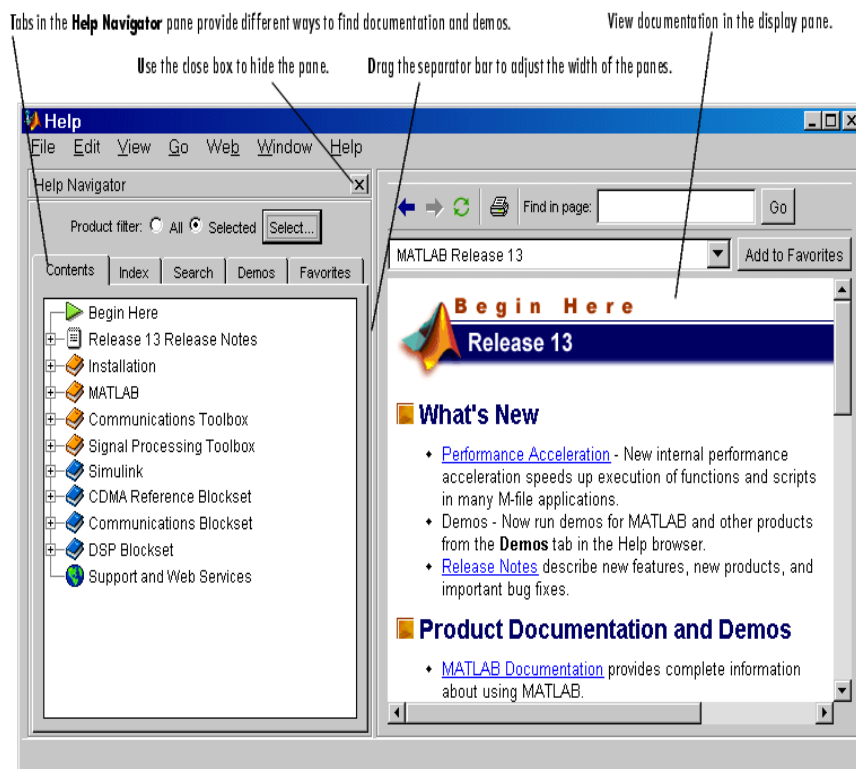 Tabs in the Help Navigator pane provide different ways to find documentation and demos.
View documentation in the display pane.
Use the close box to hide the pane.
Drag the separator bar to adjust the width of the panes.
Help
File Edit View Go Web Window Help
Help Navigator
Product filter: All Selected Select...
Contents Index Search Demos Favorites
Begin Here
Release 13 Release Notes
Installation
MATLAB
Communications Toolbox
Signal Processing Toolbox
Simulink
CDMA Reference Blockset
Communications Blockset
DSP Blockset
Support and Web Services
Find in page: Go
MATLAB Release 13 Add to Favorites
Begin Here
Release 13
What's New
Performance Acceleration - New internal performance
acceleration speeds up execution of functions and scripts
in many M-file applications.
Demos - Now run demos for MATLAB and other products
from the Demos tab in the Help browser.
Release Notes describe new features, new products, and
important bug fixes.
Product Documentation and Demos
MATLAB Documentation provides complete information
about using MATLAB.